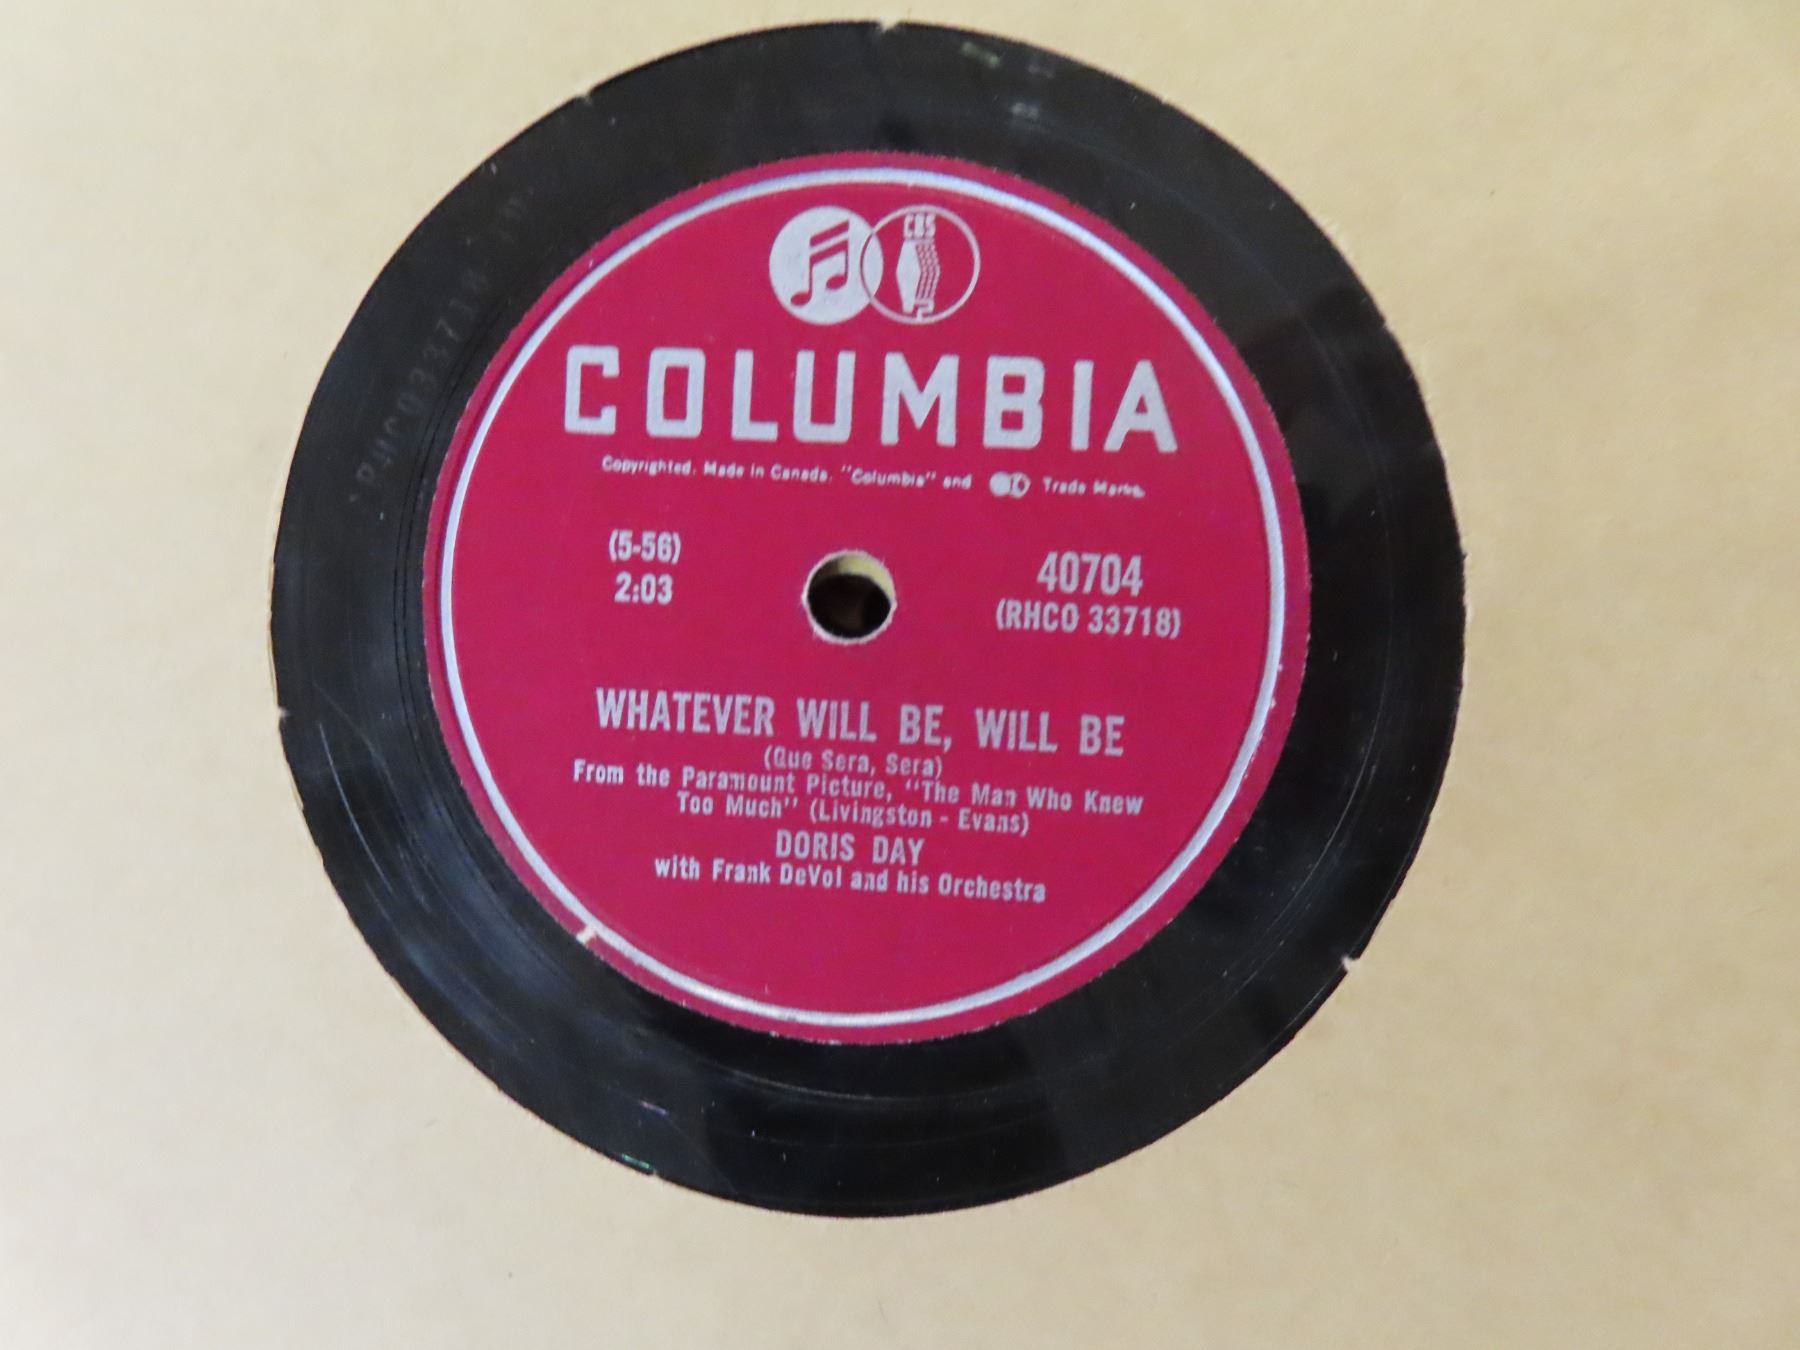 CBS
COLUMBIA
Copyrighted. Made in Canada. "Columbia" and Trade Marks.
(5-56)
2:03
40704
(RHCO 33718)
WHATEVER WILL BE, WILL BE
(Que Sera, Sera)
From the Paramount Picture, "The Man Who Knew
Too Much" (Livingston - Evans)
DORIS DAY
with Frank DeVol and his Orchestra